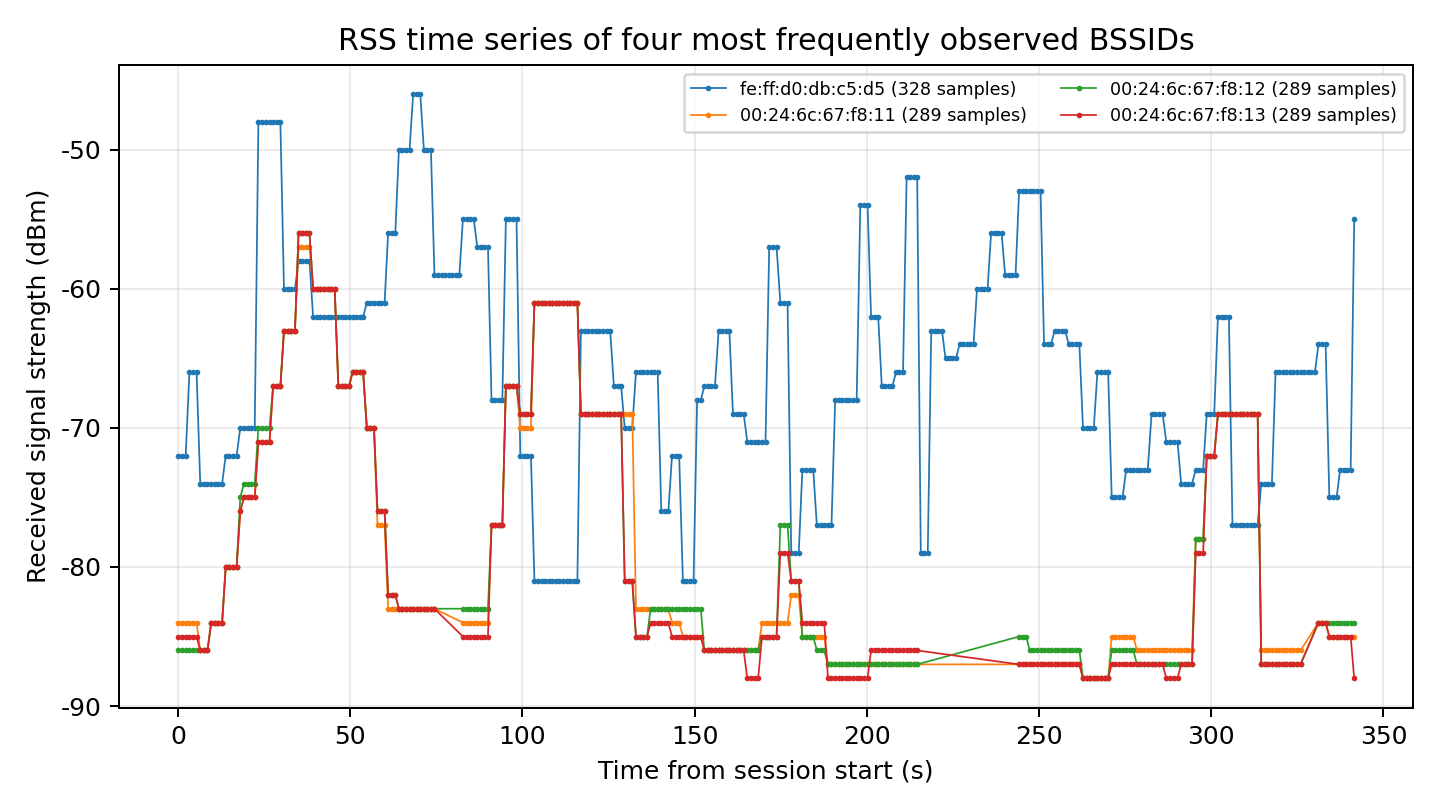 RSS time series of four most frequently observed BSSIDs
fe:ff:d0:db:c5:d5 (328 samples)
00:24:6c:67:f8:11 (289 samples)
00:24:6c:67:f8:12 (289 samples)
00:24:6c:67:f8:13 (289 samples)
Received signal strength (dBm)
-50
-60
-70
-80
-90
0 50 100 150 200 250 300 350
Time from session start (s)